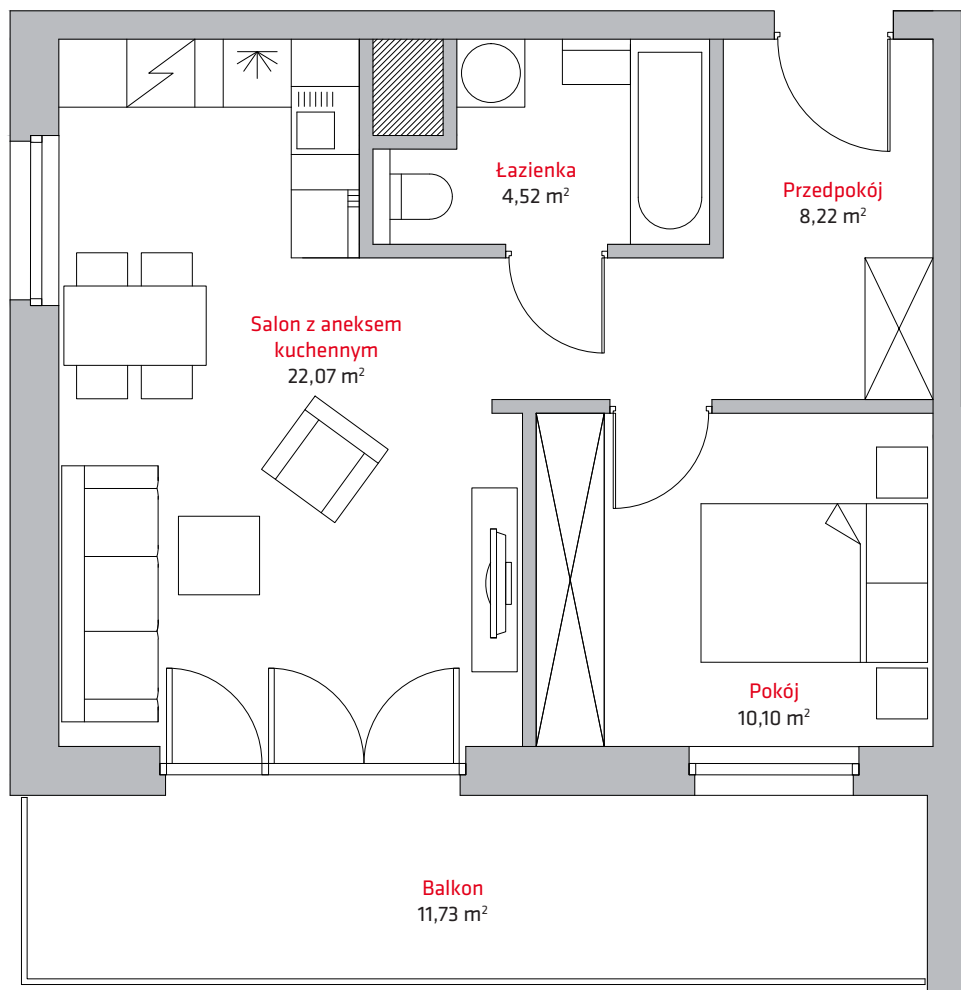 Łazienka
4,52 m²
Przedpokój
8,22 m²
Salon z aneksem
kuchennym
22,07 m²
Pokój
10,10 m²
Balkon
11,73 m²